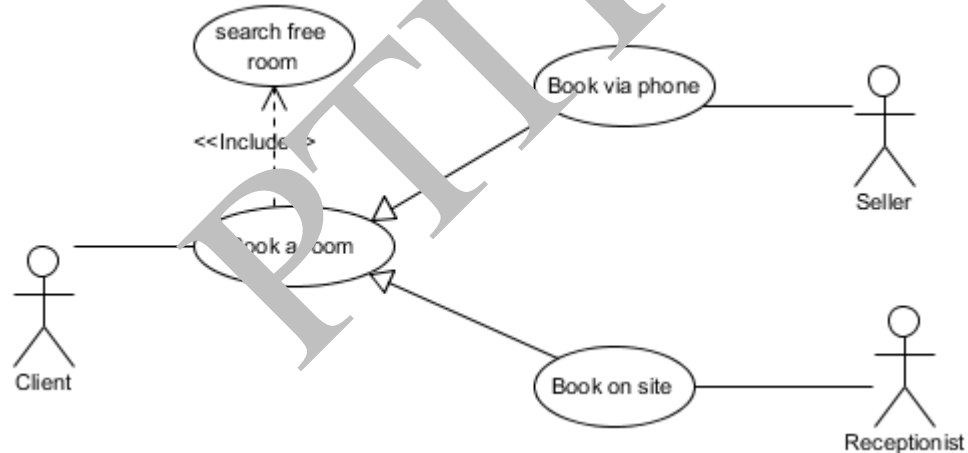 search free
room
Book via phone
<<Include>>
Seller
Book a room
Client
Book on site
Receptionist